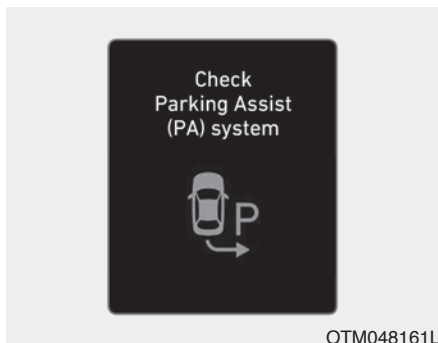 Check
Parking Assist
(PA) system
P
OTM048161L